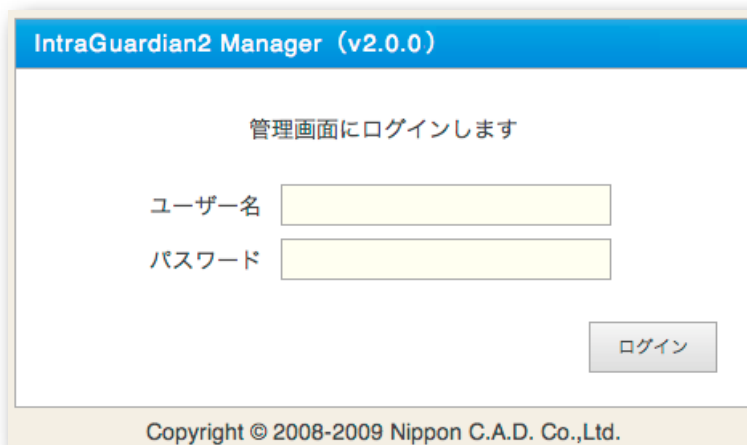 IntraGuardian2 Manager（v2.0.0）
管理画面にログインします
ユーザー名
パスワード
ログイン
Copyright © 2008-2009 Nippon C.A.D. Co.,Ltd.